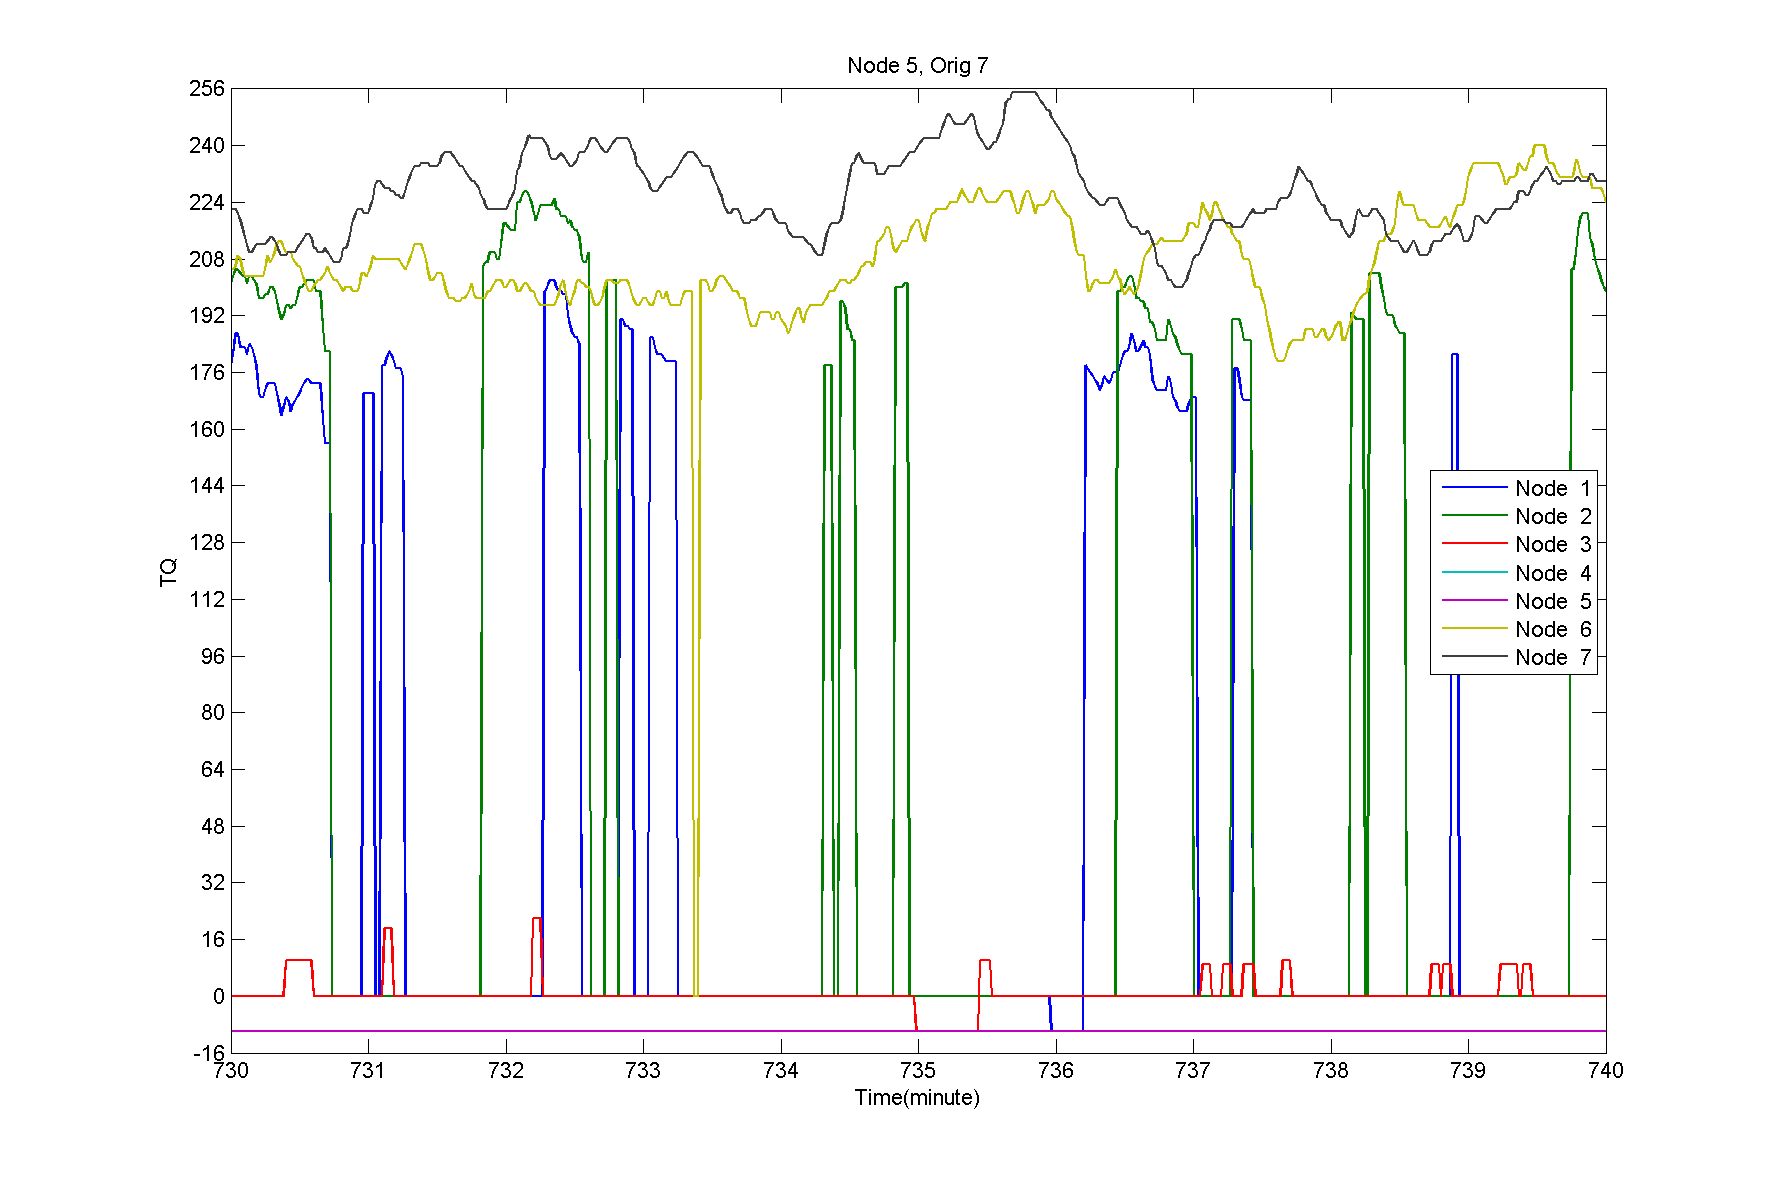 Node 5, Orig 7
256
240
224
208
192
176
160
144
128
112
96
80
64
48
32
16
0
-16
TQ
730 731 732 733 734 735 736 737 738 739 740
Time(minute)
Node 1
Node 2
Node 3
Node 4
Node 5
Node 6
Node 7